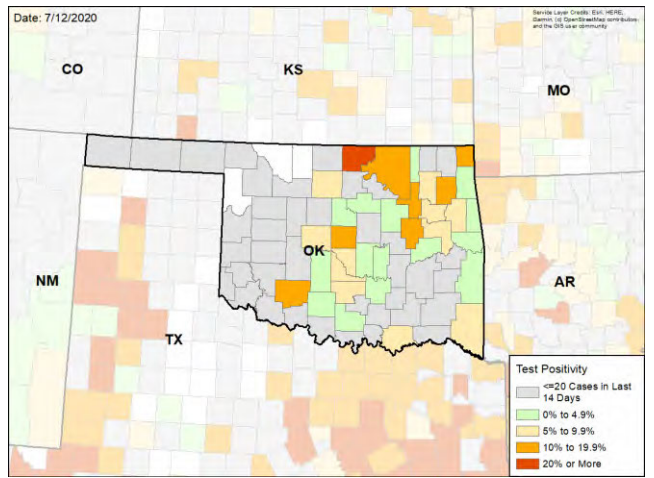 Date: 7/12/2020
Service Layer Credits: Esri, HERE,
Garmin, (c) OpenStreetMap contributors,
and the GIS user community
CO
KS
MO
OK
NM
AR
TX
Test Positivity
<=20 Cases in Last
14 Days
0% to 4.9%
5% to 9.9%
10% to 19.9%
20% or More